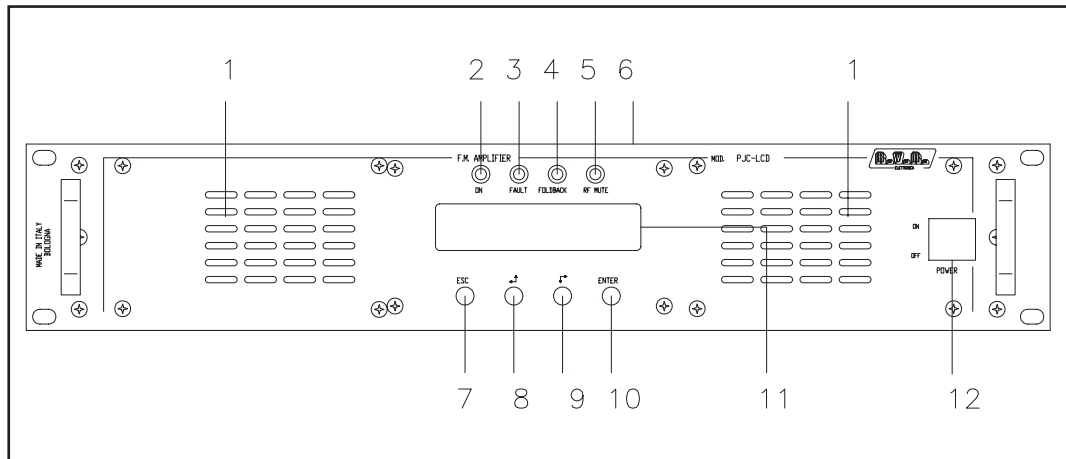 1 2 3 4 5 6 1
F.M. AMPLIFIER MOD. PJC-LCD
R.V.R.
ELETTRONICA
ON FAULT FOLDBACK RF MUTE
MADE IN ITALY
BOLOGNA
ON
OFF
POWER
ESC ENTER
7 8 9 10 11 12